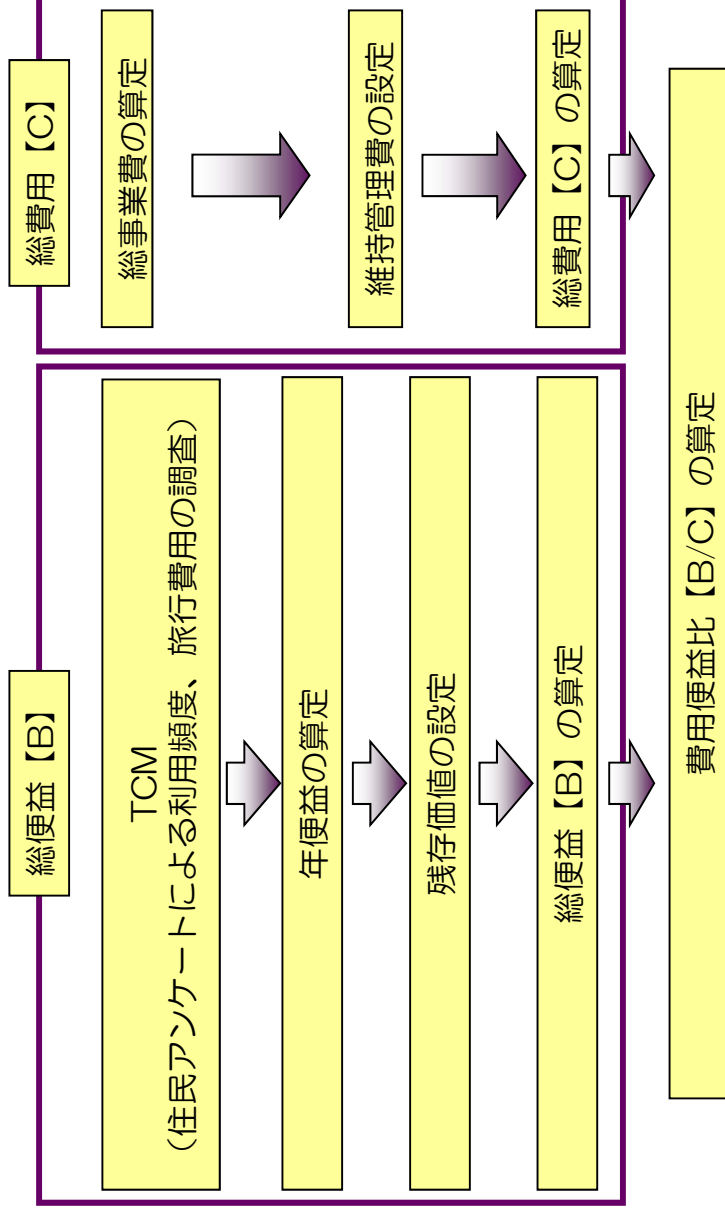 総便益【B】
TCM
（住民アンケートによる利用頻度、旅行費用の調査）
年便益の算定
残存価値の設定
総便益【B】の算定
総費用【C】
総事業費の算定
維持管理費の設定
総費用【C】の算定
費用便益比【B/C】の算定